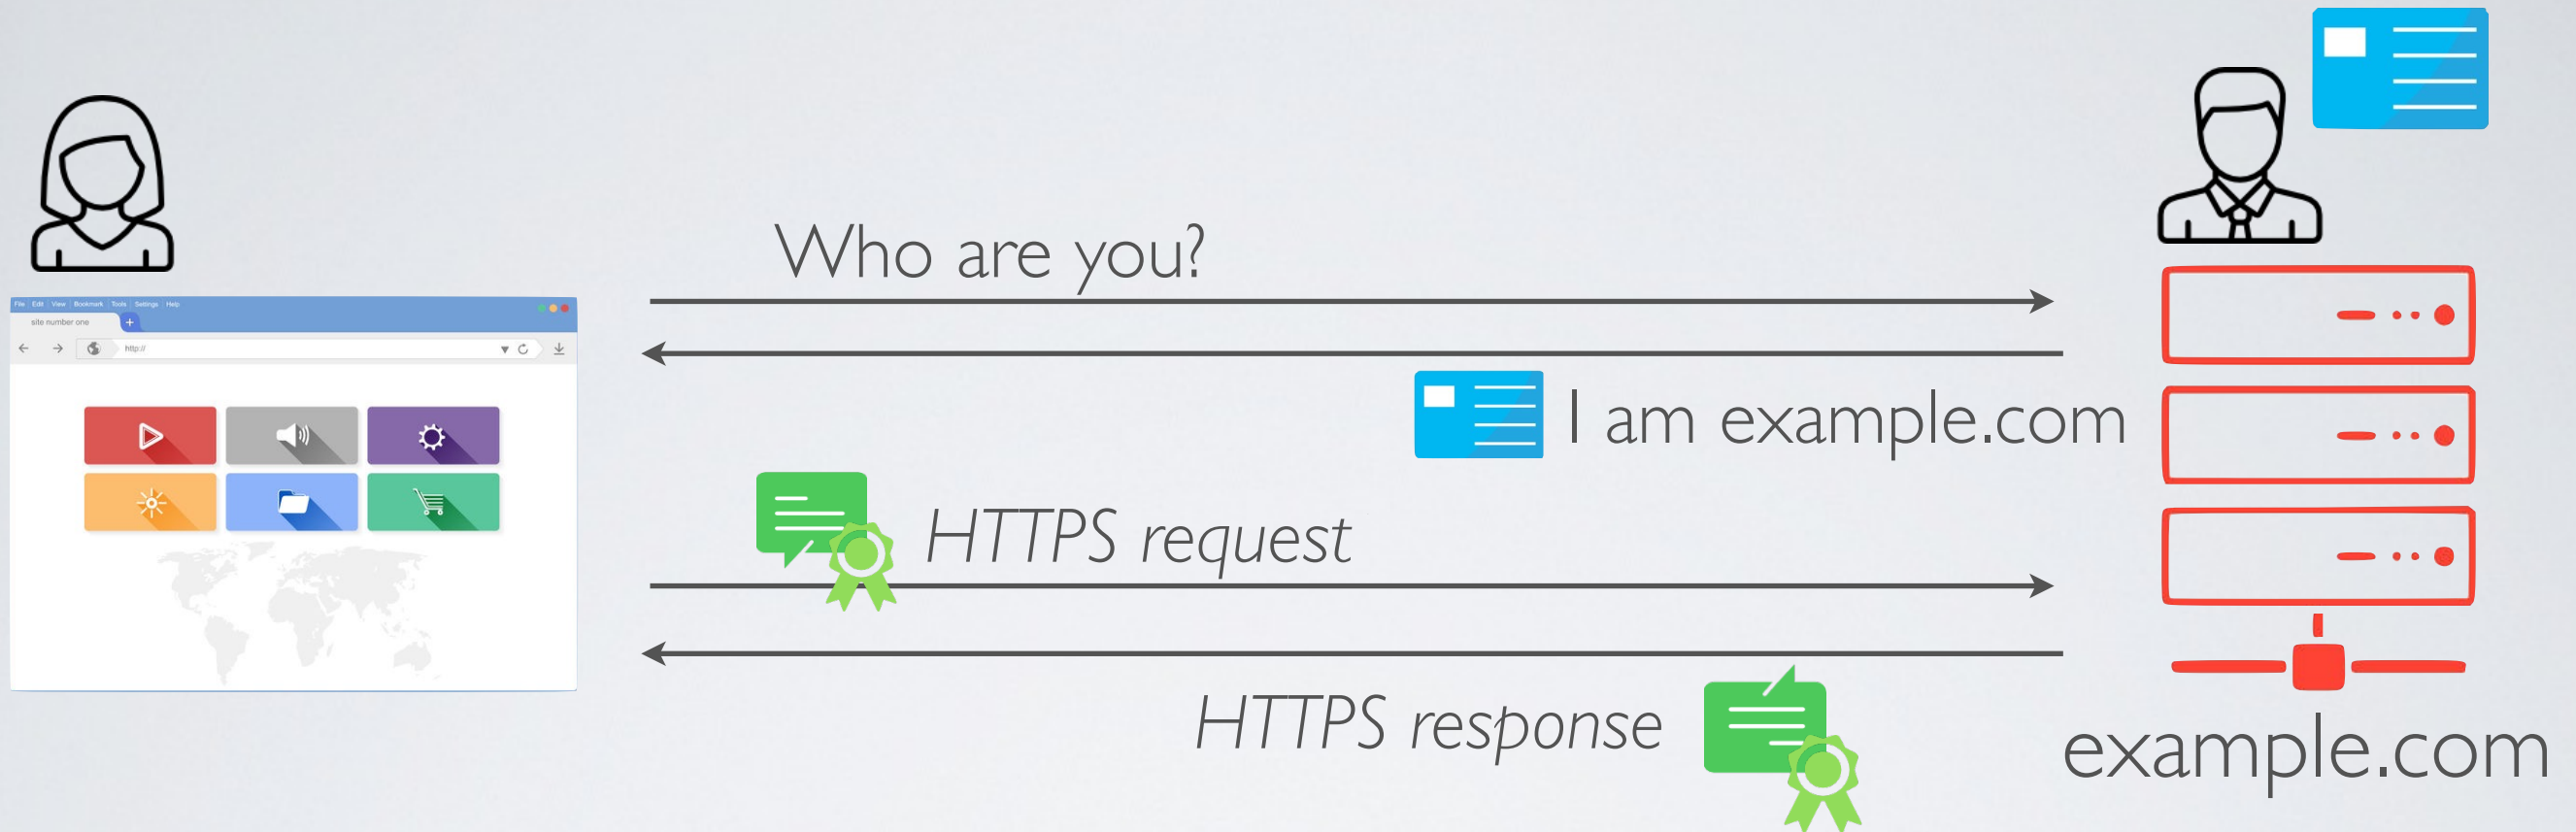 Who are you?
File Edit View Bookmark Tools Settings Help
site number one
http://
I am example.com
HTTPS request
HTTPS response
example.com